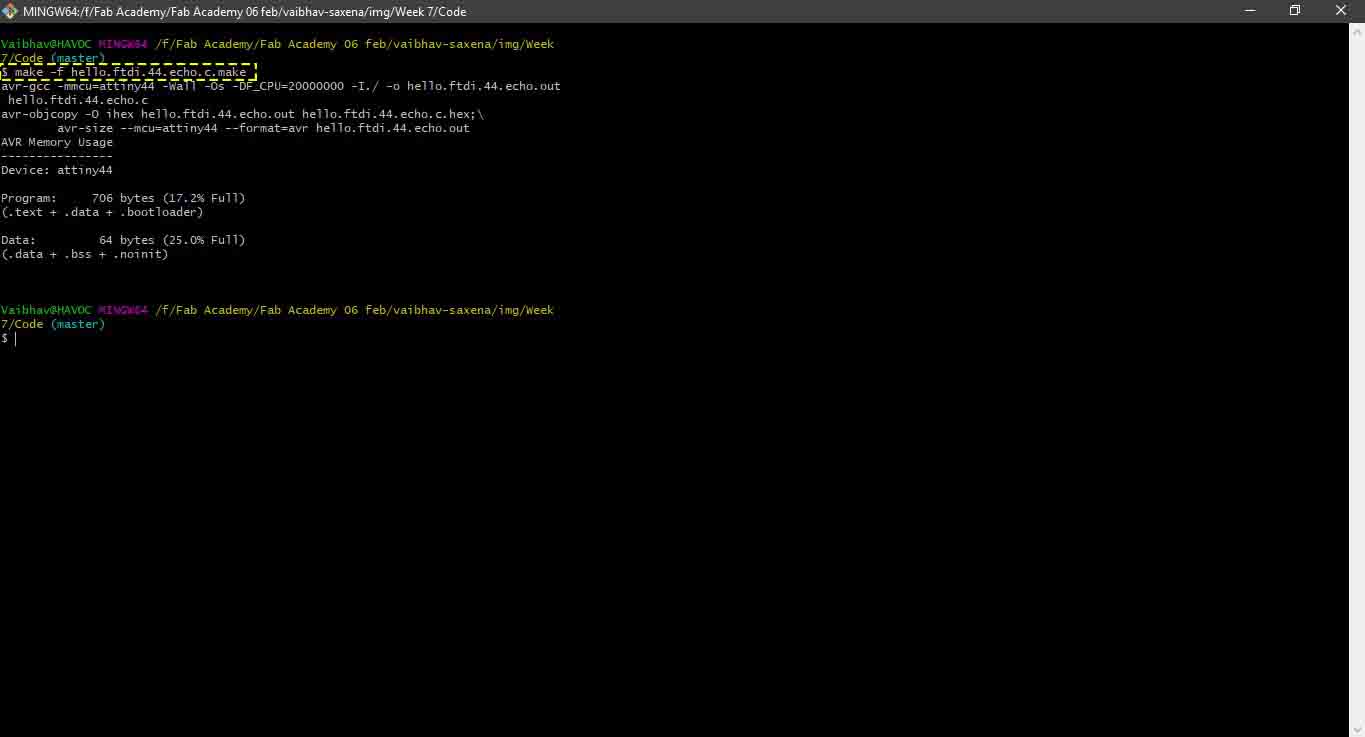 MINGW64:/f/Fab Academy/Fab Academy 06 feb/vaibhav-saxena/img/Week 7/Code
Vaibhav@HAVOC MINGW64 /f/Fab Academy/Fab Academy 06 feb/vaibhav-saxena/img/Week
7/Code (master)
$ make -f hello.ftdi.44.echo.c.make
avr-gcc -mmcu=attiny44 -Wall -Os -DF_CPU=20000000 -I./ -o hello.ftdi.44.echo.out
hello.ftdi.44.echo.c
avr-objcopy -O ihex hello.ftdi.44.echo.out hello.ftdi.44.echo.c.hex;\
avr-size --mcu=attiny44 --format=avr hello.ftdi.44.echo.out
AVR Memory Usage
----------------
Device: attiny44
Program:     706 bytes (17.2% Full)
(.text + .data + .bootloader)
Data:         64 bytes (25.0% Full)
(.data + .bss + .noinit)
Vaibhav@HAVOC MINGW64 /f/Fab Academy/Fab Academy 06 feb/vaibhav-saxena/img/Week
7/Code (master)
$